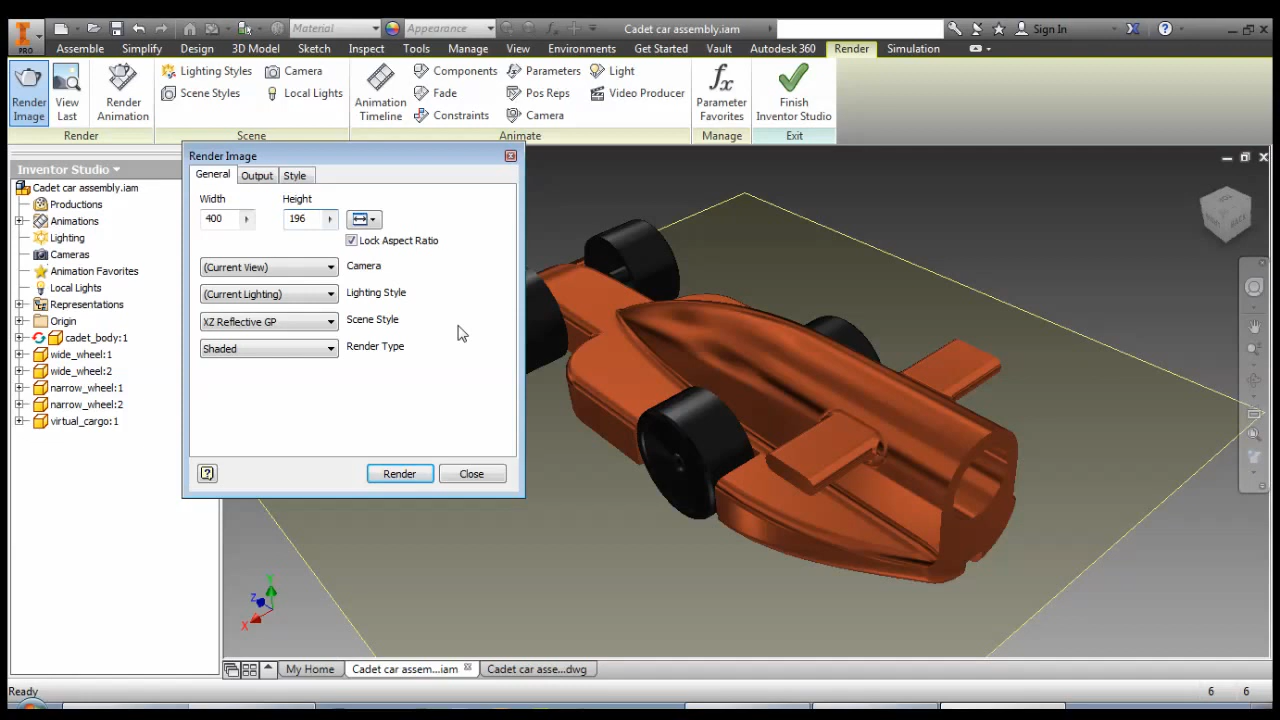 Material Appearance Cadet car assembly.iam Sign In
PRO
Assemble Simplify Design 3D Model Sketch Inspect Tools Manage View Environments Get Started Vault Autodesk 360 Render Simulation
Render Image
View Last
Render Animation
Render
Lighting Styles Camera
Scene Styles Local Lights
Scene
Animation Timeline
Components Parameters Light
Fade Pos Reps Video Producer
Constraints Camera
Animate
fx
Parameter Favorites
Manage
Finish Inventor Studio
Exit
Inventor Studio
Cadet car assembly.iam
Productions
Animations
Lighting
Cameras
Animation Favorites
Local Lights
Representations
Origin
cadet_body:1
wide_wheel:1
wide_wheel:2
narrow_wheel:1
narrow_wheel:2
virtual_cargo:1
Render Image
General Output Style
Width Height
400 196
Lock Aspect Ratio
(Current View) Camera
(Current Lighting) Lighting Style
XZ Reflective GP Scene Style
Shaded Render Type
Render Close
BACK
Y
Z
X
My Home Cadet car assem...iam Cadet car asse...dwg
Ready 6 6